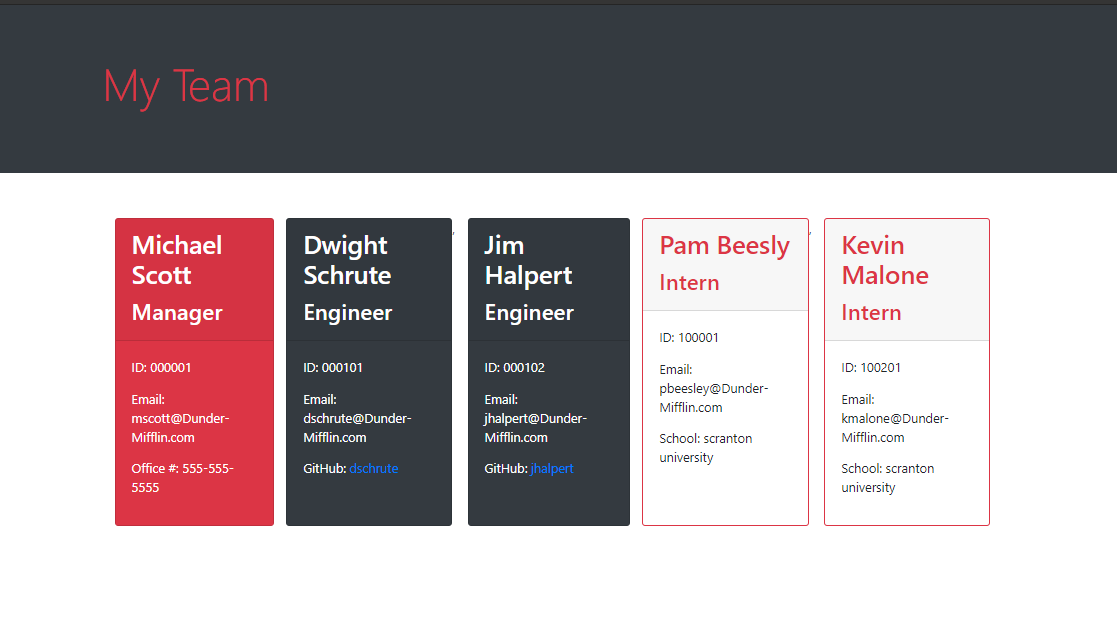 My Team
Michael
Scott
Manager
ID: 000001
Email:
mscott@Dunder-
Mifflin.com
Office #: 555-555-
5555
Dwight
Schrute
Engineer
ID: 000101
Email:
dschrute@Dunder-
Mifflin.com
GitHub: dschrute
,
Jim
Halpert
Engineer
ID: 000102
Email:
jhalpert@Dunder-
Mifflin.com
GitHub: jhalpert
Pam Beesly
Intern
ID: 100001
Email:
pbeesley@Dunder-
Mifflin.com
School: scranton
university
,
Kevin
Malone
Intern
ID: 100201
Email:
kmalone@Dunder-
Mifflin.com
School: scranton
university